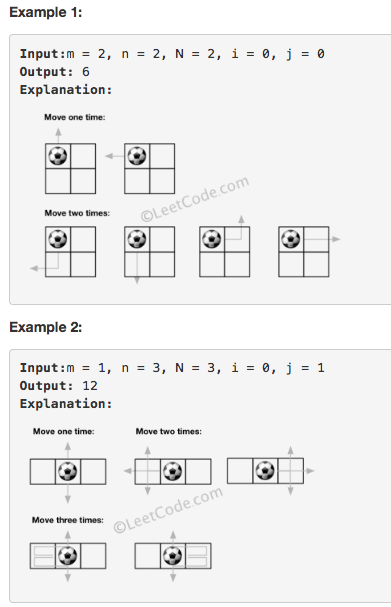 Example 1:
Input:m = 2, n = 2, N = 2, i = 0, j = 0
Output: 6
Explanation:
Move one time:
©LeetCode.com
Move two times:
Example 2:
Input:m = 1, n = 3, N = 3, i = 0, j = 1
Output: 12
Explanation:
Move one time: Move two times:
©LeetCode.com
Move three times: